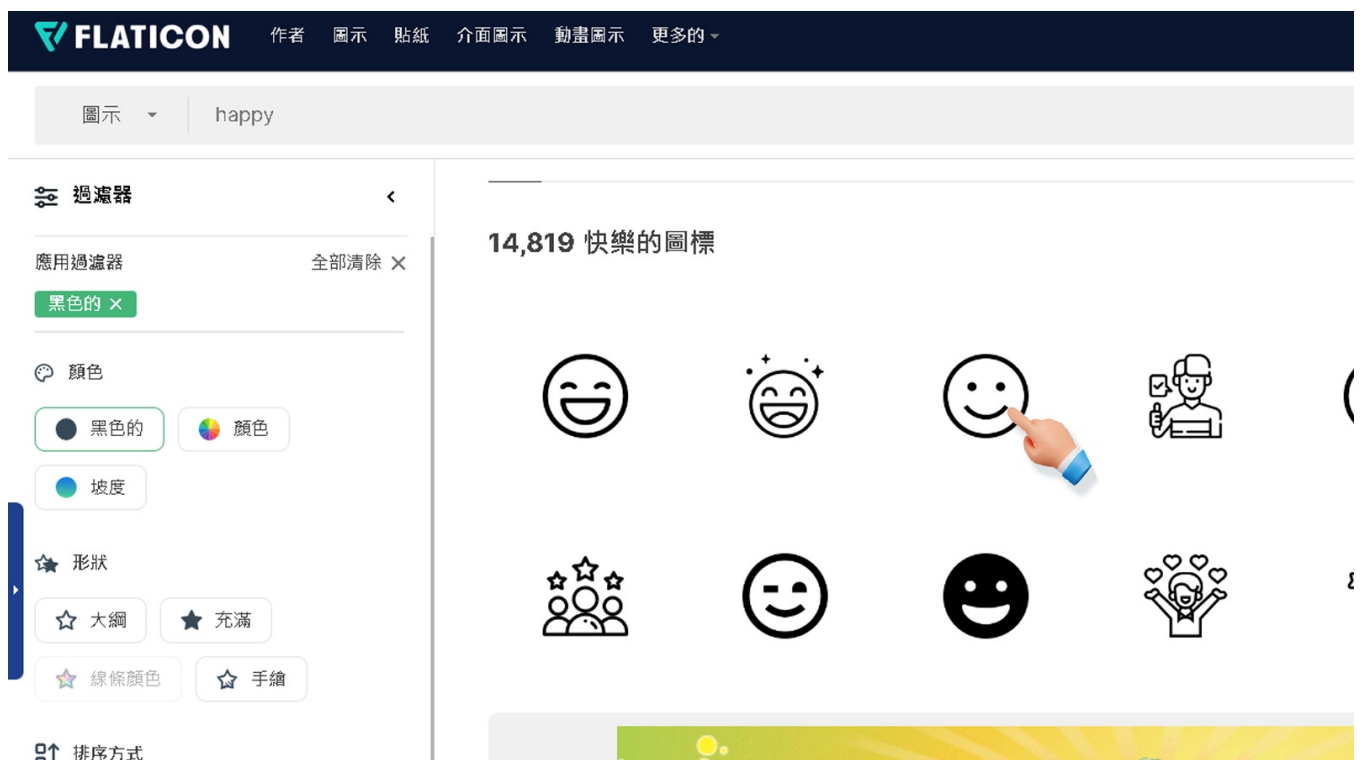 FLATICON 作者 圖示 貼紙 介面圖示 動畫圖示 更多的
圖示 happy
過濾器
14,819 快樂的圖標
應用過濾器 全部清除
黑色的
顏色
黑色的 顏色
坡度
形狀
大綱 充滿
線條顏色 手繪
排序方式